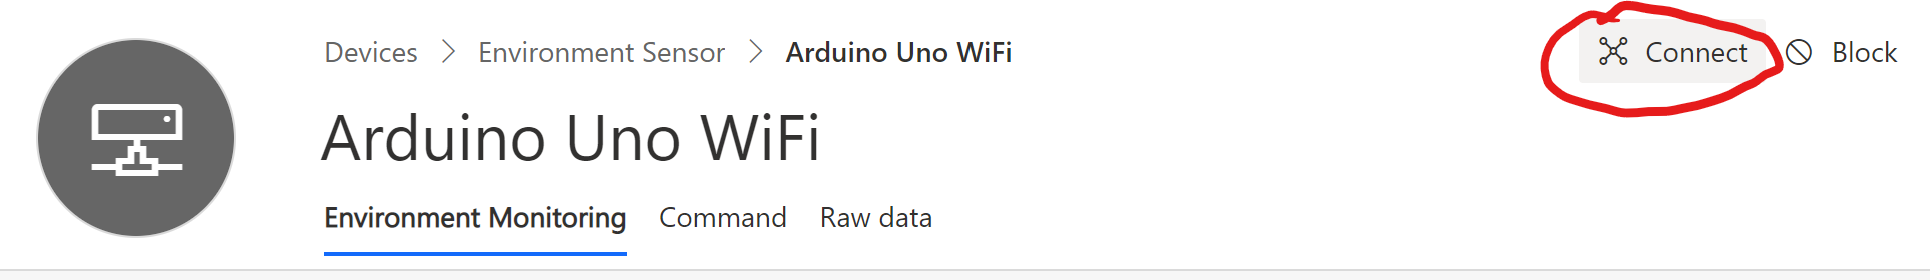 Devices > Environment Sensor > Arduino Uno WiFi
Connect
Block
Arduino Uno WiFi
Environment Monitoring
Command
Raw data